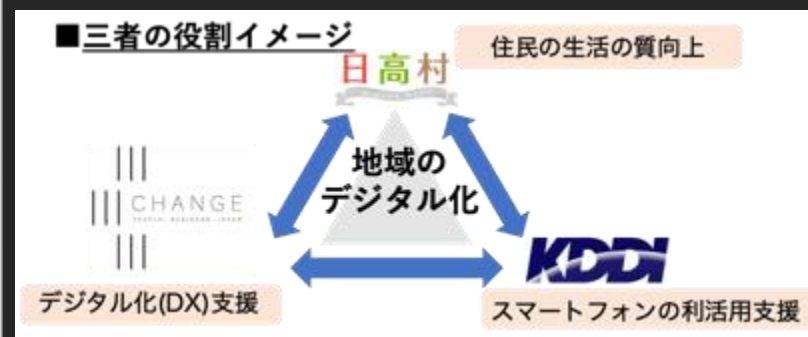 ■三者の役割イメージ
日高村
住民の生活の質向上
地域の
デジタル化
CHANGE
KDDI
デジタル化(DX)支援
スマートフォンの利活用支援